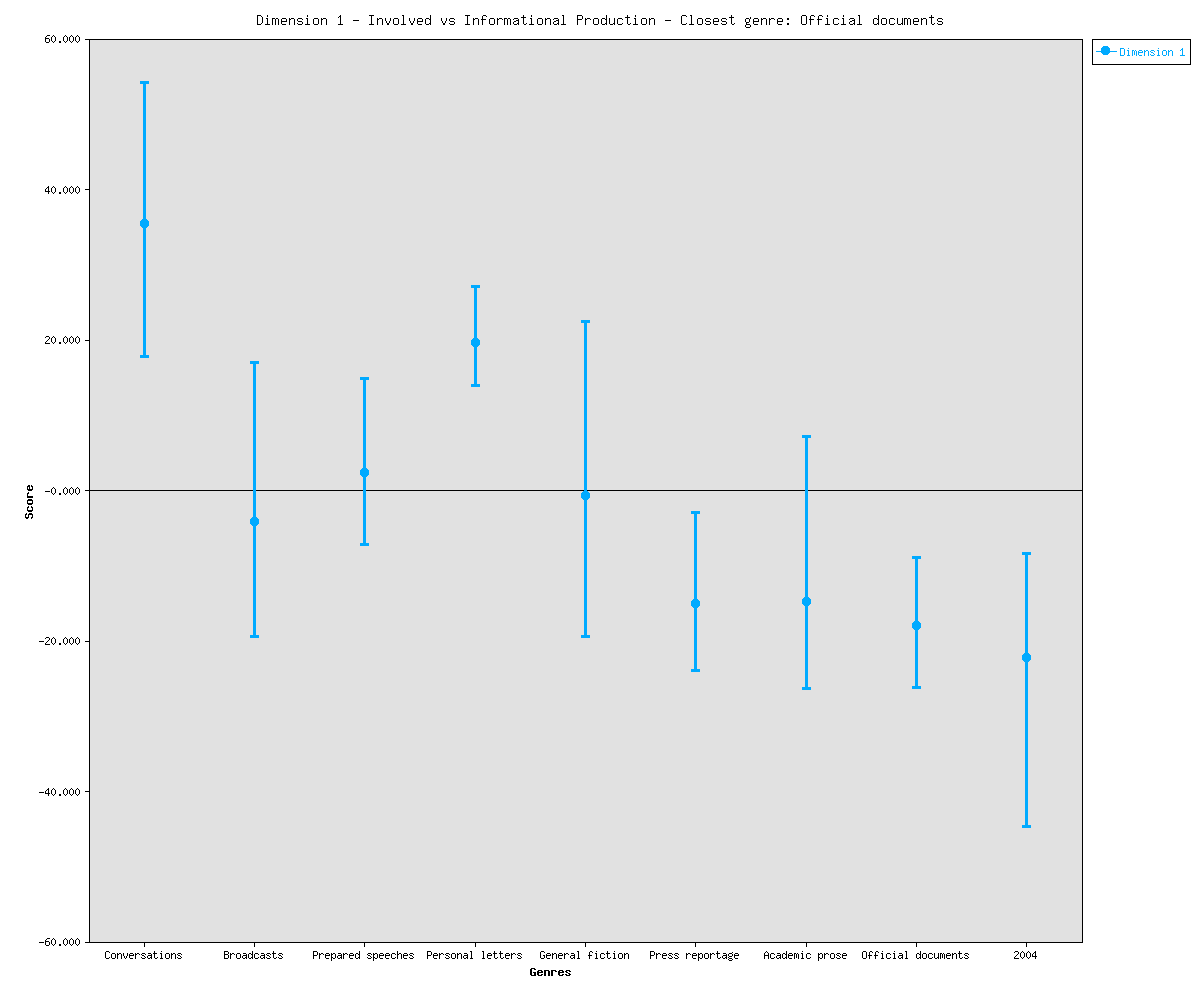 Dimension 1 - Involved vs Informational Production - Closest genre: Official documents
60.000
Dimension 1
40.000
20.000
-0.000
Score
-20.000
-40.000
-60.000
Conversations Broadcasts Prepared speeches Personal letters General fiction Press reportage Academic prose Official documents 2004
Genres